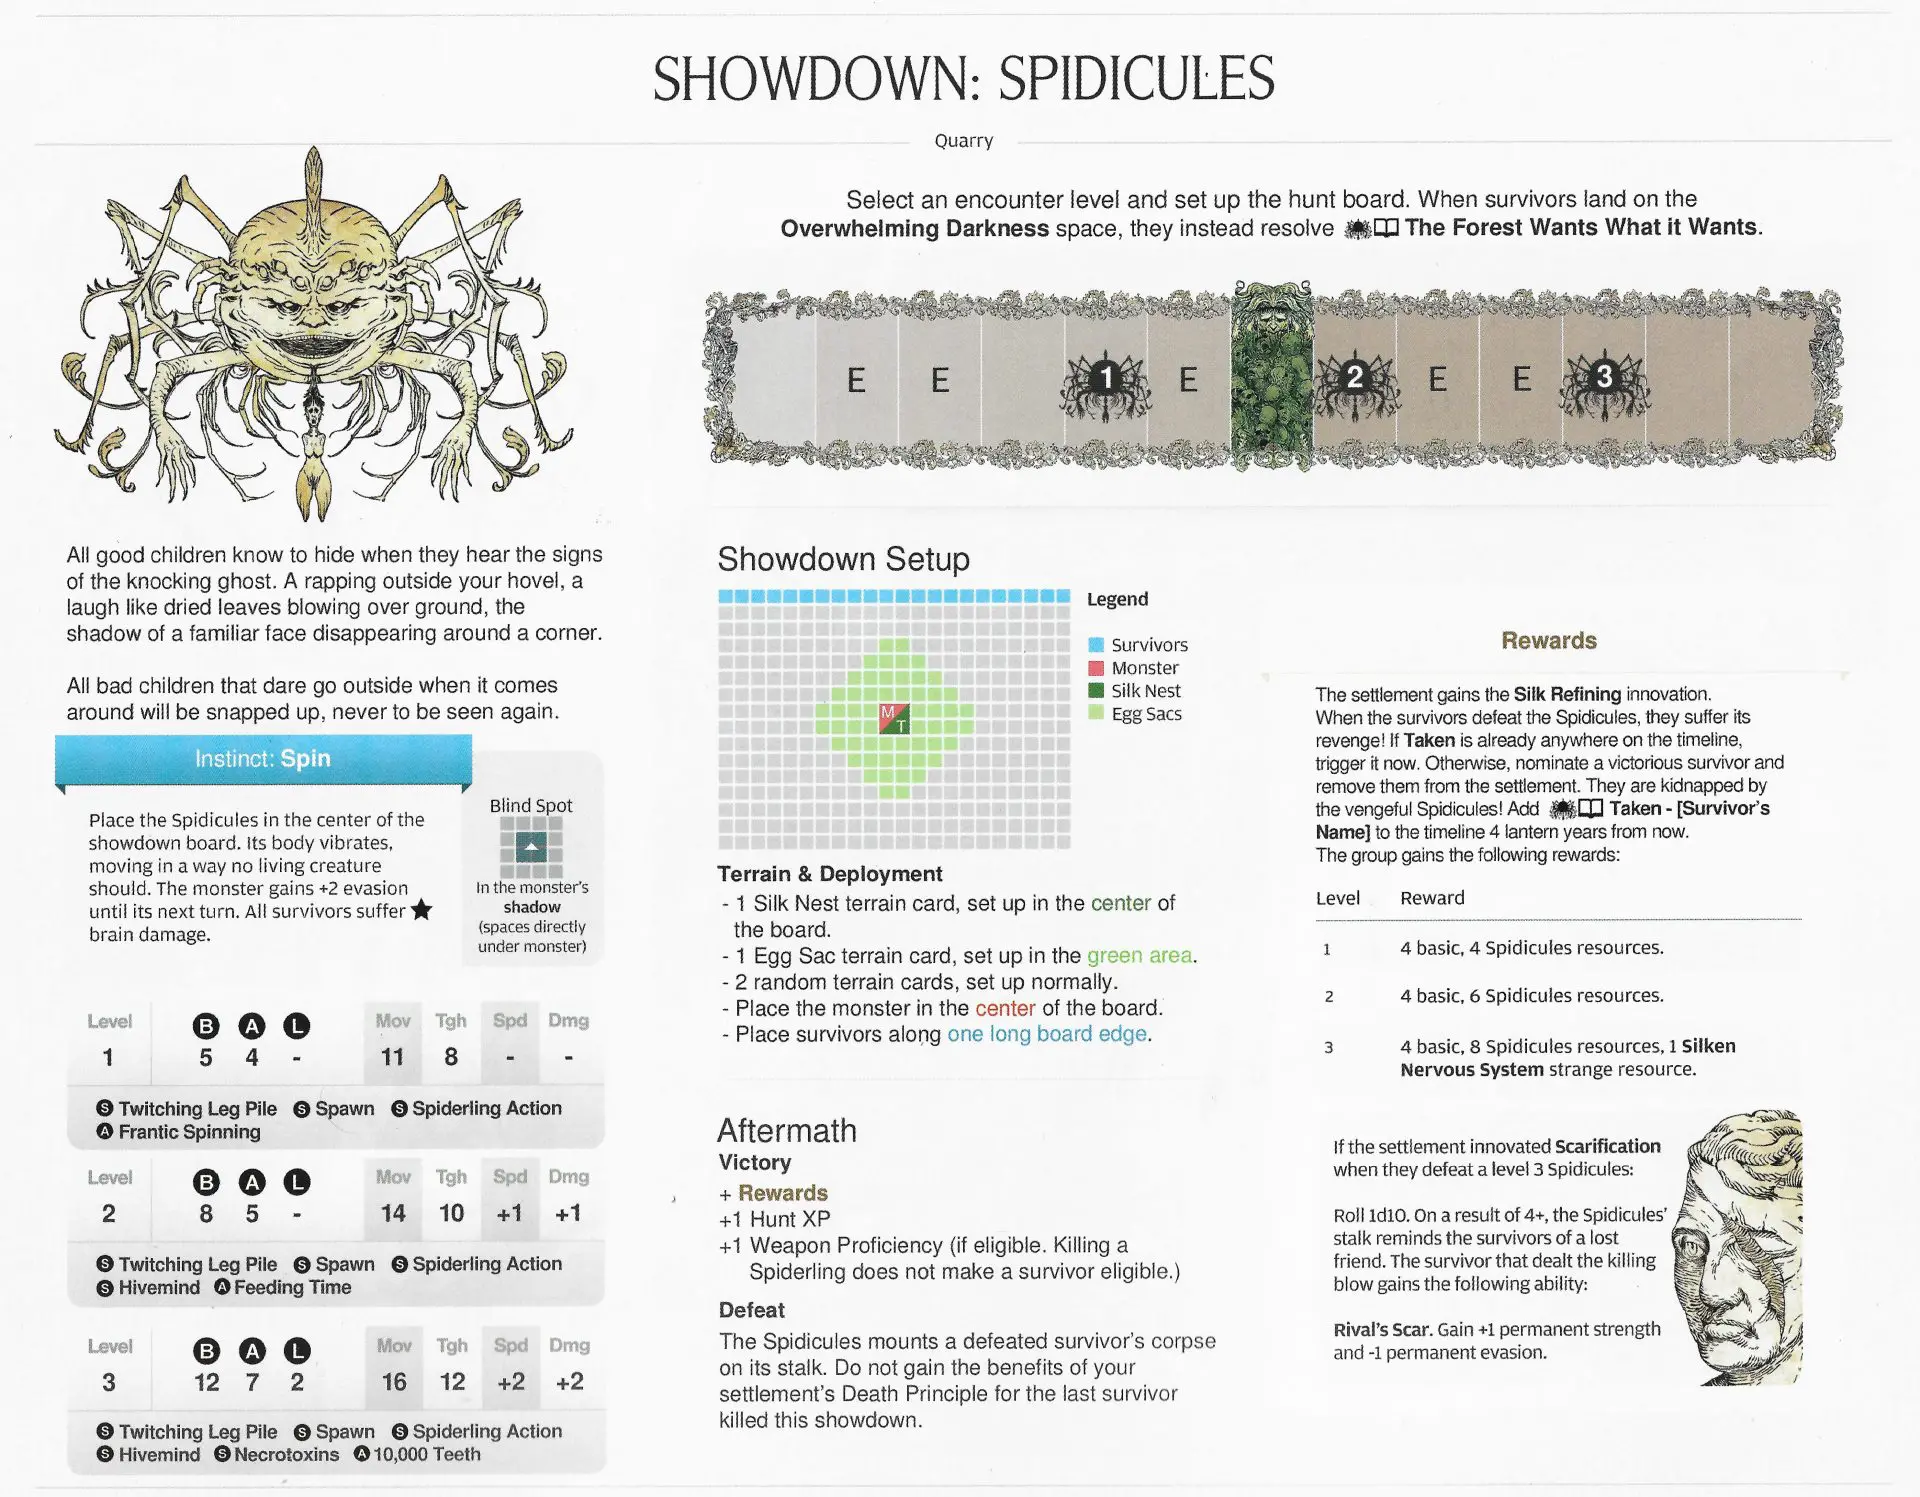 SHOWDOWN: SPIDICULES
Quarry
Select an encounter level and set up the hunt board. When survivors land on the
Overwhelming Darkness space, they instead resolve The Forest Wants What it Wants.
E E 1 E 2 E E 3
All good children know to hide when they hear the signs
of the knocking ghost. A rapping outside your hovel, a
laugh like dried leaves blowing over ground, the
shadow of a familiar face disappearing around a corner.
All bad children that dare go outside when it comes
around will be snapped up, never to be seen again.
Instinct: Spin
Place the Spidicules in the center of the
showdown board. Its body vibrates,
moving in a way no living creature
should. The monster gains +2 evasion
until its next turn. All survivors suffer ★
brain damage.
Blind Spot
In the monster's
shadow
(spaces directly
under monster)
Level B A L Mov Tgh Spd Dmg
1 5 4 - 11 8 - -
S Twitching Leg Pile S Spawn S Spiderling Action
A Frantic Spinning
Level B A L Mov Tgh Spd Dmg
2 8 5 - 14 10 +1 +1
S Twitching Leg Pile S Spawn S Spiderling Action
S Hivemind A Feeding Time
Level B A L Mov Tgh Spd Dmg
3 12 7 2 16 12 +2 +2
S Twitching Leg Pile S Spawn S Spiderling Action
S Hivemind S Necrotoxins A 10,000 Teeth
Showdown Setup
M
T
Legend
Survivors
Monster
Silk Nest
Egg Sacs
Terrain & Deployment
- 1 Silk Nest terrain card, set up in the center of
the board.
- 1 Egg Sac terrain card, set up in the green area.
- 2 random terrain cards, set up normally.
- Place the monster in the center of the board.
- Place survivors along one long board edge.
Aftermath
Victory
+ Rewards
+1 Hunt XP
+1 Weapon Proficiency (if eligible. Killing a
Spiderling does not make a survivor eligible.)
Defeat
The Spidicules mounts a defeated survivor's corpse
on its stalk. Do not gain the benefits of your
settlement's Death Principle for the last survivor
killed this showdown.
Rewards
The settlement gains the Silk Refining innovation.
When the survivors defeat the Spidicules, they suffer its
revenge! If Taken is already anywhere on the timeline,
trigger it now. Otherwise, nominate a victorious survivor and
remove them from the settlement. They are kidnapped by
the vengeful Spidicules! Add Taken - [Survivor's
Name] to the timeline 4 lantern years from now.
The group gains the following rewards:
Level Reward
1 4 basic, 4 Spidicules resources.
2 4 basic, 6 Spidicules resources.
3 4 basic, 8 Spidicules resources, 1 Silken
Nervous System strange resource.
If the settlement innovated Scarification
when they defeat a level 3 Spidicules:
Roll 1d10. On a result of 4+, the Spidicules'
stalk reminds the survivors of a lost
friend. The survivor that dealt the killing
blow gains the following ability:
Rival's Scar. Gain +1 permanent strength
and -1 permanent evasion.